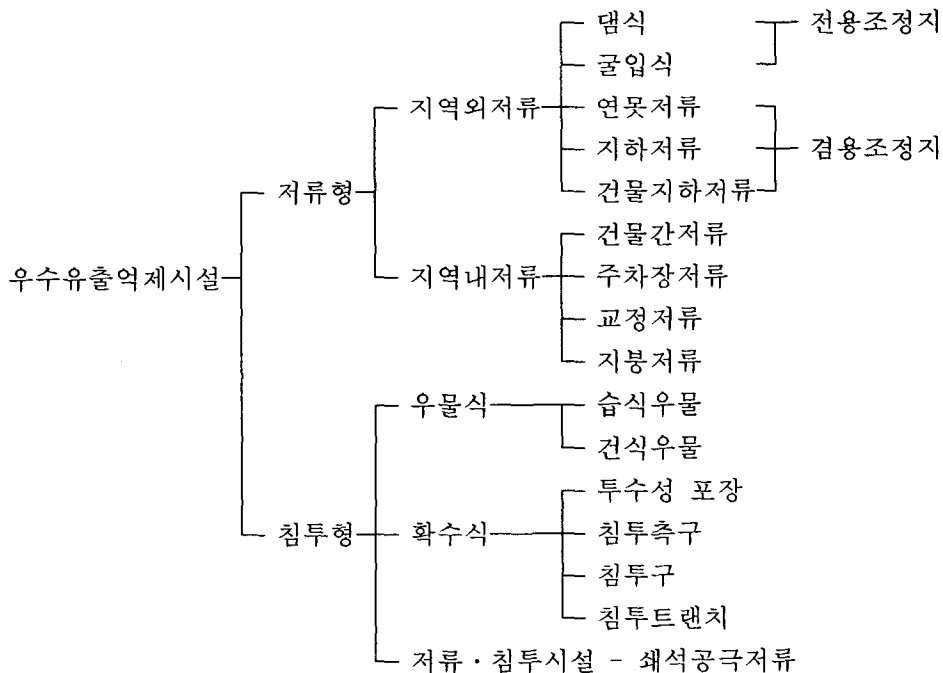 댐식 전용조정지
굴입식
지역외저류 연못저류
지하저류 겸용조정지
저류형 건물지하저류
건물간저류
우수유출억제시설 지역내저류 주차장저류
교정저류
지붕저류
우물식 습식우물
건식우물
투수성 포장
침투형 확수식 침투측구
침투구
침투트랜치
저류·침투시설 - 쇄석공극저류